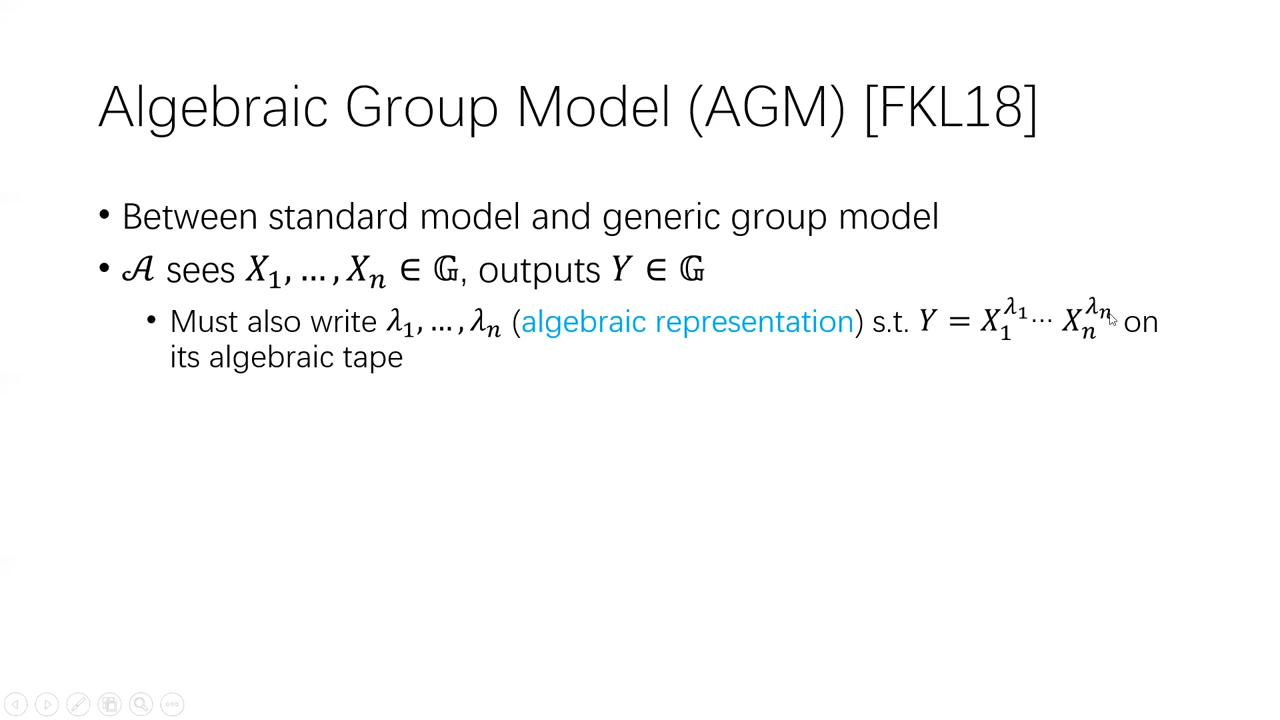 Algebraic Group Model (AGM) [FKL18]
• Between standard model and generic group model
• 𝒜 sees X₁, …, Xₙ ∈ 𝔾, outputs Y ∈ 𝔾
• Must also write λ₁, …, λₙ (algebraic representation) s.t. Y = X₁^λ₁ ⋯ Xₙ^λₙ on
its algebraic tape